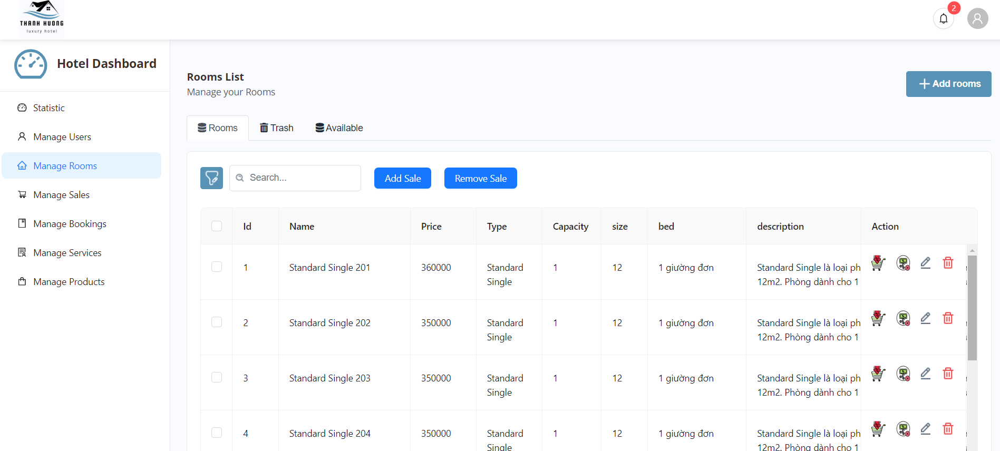 THANH HUONG
luxury hotel
2
Hotel Dashboard
Statistic
Manage Users
Manage Rooms
Manage Sales
Manage Bookings
Manage Services
Manage Products
Rooms List
Manage your Rooms
Add rooms
Rooms Trash Available
Search... Add Sale Remove Sale
Id Name Price Type Capacity size bed description Action
1 Standard Single 201 360000 Standard 1 12 1 giường đơn Standard Single là loại ph
Single 12m2. Phòng dành cho 1
2 Standard Single 202 350000 Standard 1 12 1 giường đơn Standard Single là loại ph
Single 12m2. Phòng dành cho 1
3 Standard Single 203 350000 Standard 1 12 1 giường đơn Standard Single là loại ph
Single 12m2. Phòng dành cho 1
4 Standard Single 204 350000 Standard 1 12 1 giường đơn Standard Single là loại ph
Single 12m2. Phòng dành cho 1